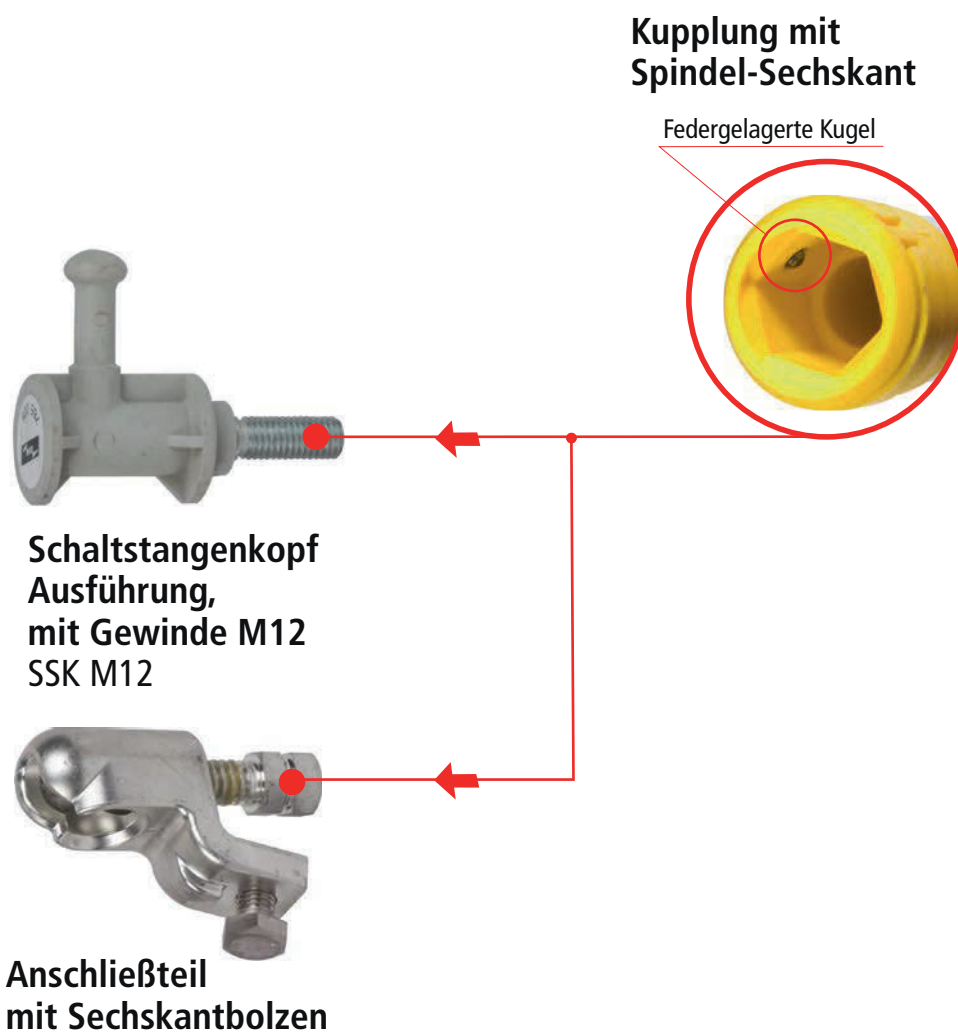 Kupplung mit
Spindel-Sechskant
Federgelagerte Kugel
Schaltstangenkopf
Ausführung,
mit Gewinde M12
SSK M12
Anschließteil
mit Sechskantbolzen